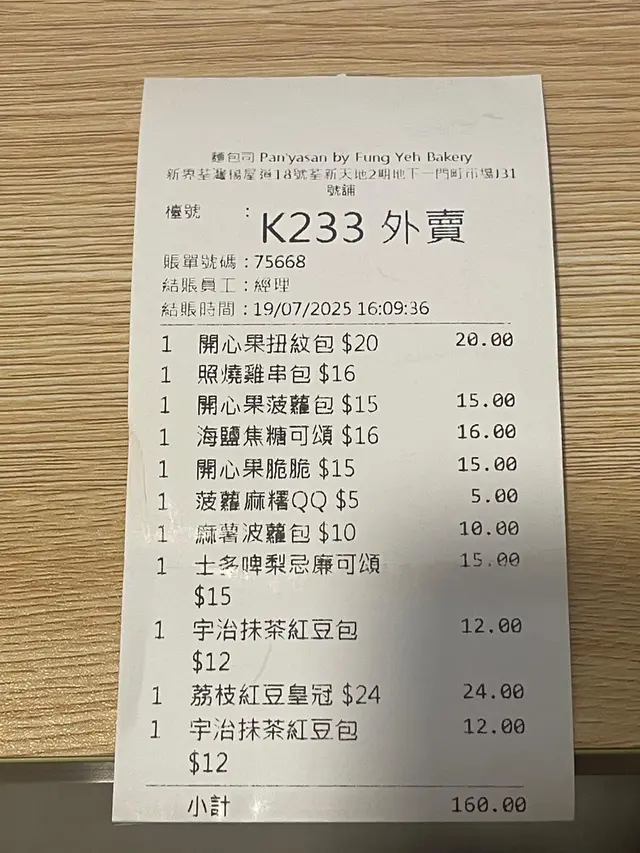 麵包司 Pan'yasan by Fung Yeh Bakery
新界荃灣楊屋道18號荃新天地2期地下一門町市場J31
號舖
檯號 : K233 外賣
賬單號碼 : 75668
結賬員工 : 經理
結賬時間 : 19/07/2025 16:09:36
1 開心果扭紋包 $20 20.00
1 照燒雞串包 $16
1 開心果菠蘿包 $15 15.00
1 海鹽焦糖可頌 $16 16.00
1 開心果脆脆 $15 15.00
1 菠蘿麻糬QQ $5 5.00
1 麻薯波蘿包 $10 10.00
1 士多啤梨忌廉可頌 15.00
$15
1 宇治抹茶紅豆包 12.00
$12
1 荔枝紅豆皇冠 $24 24.00
1 宇治抹茶紅豆包 12.00
$12
小計 160.00